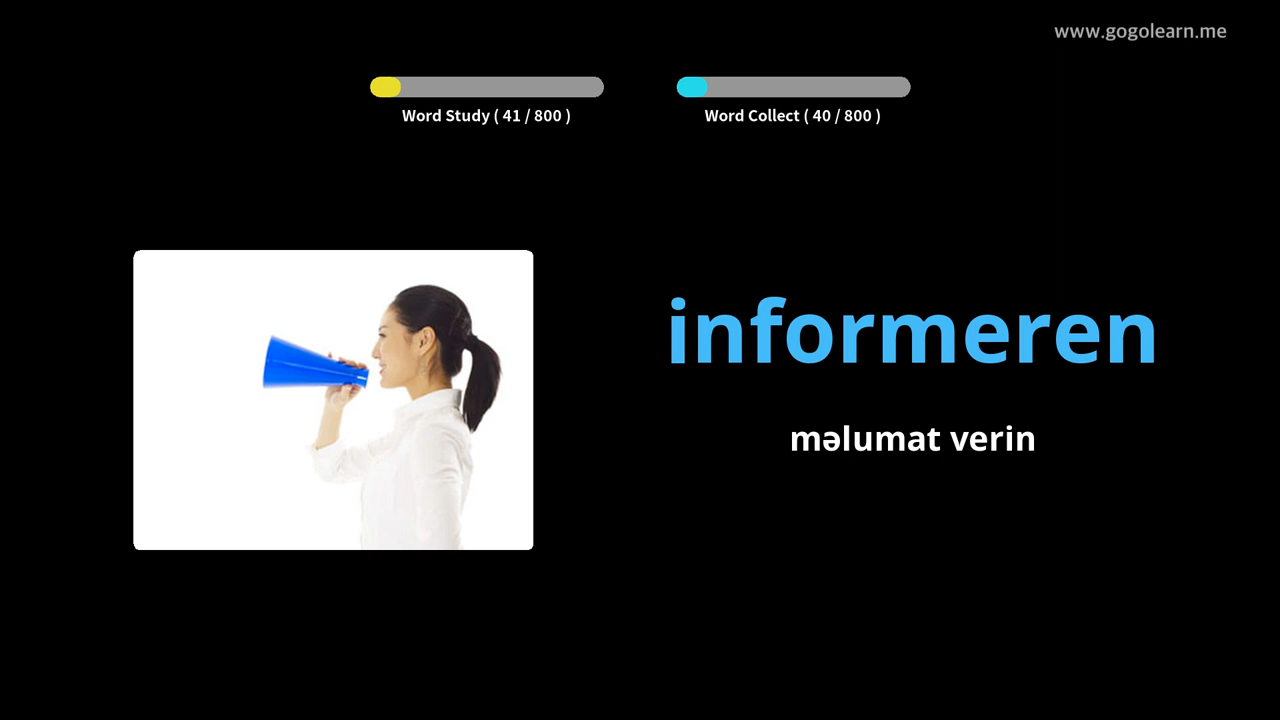 www.gogolearn.me
Word Study ( 41 / 800 )
Word Collect ( 40 / 800 )
informeren
məlumat verin